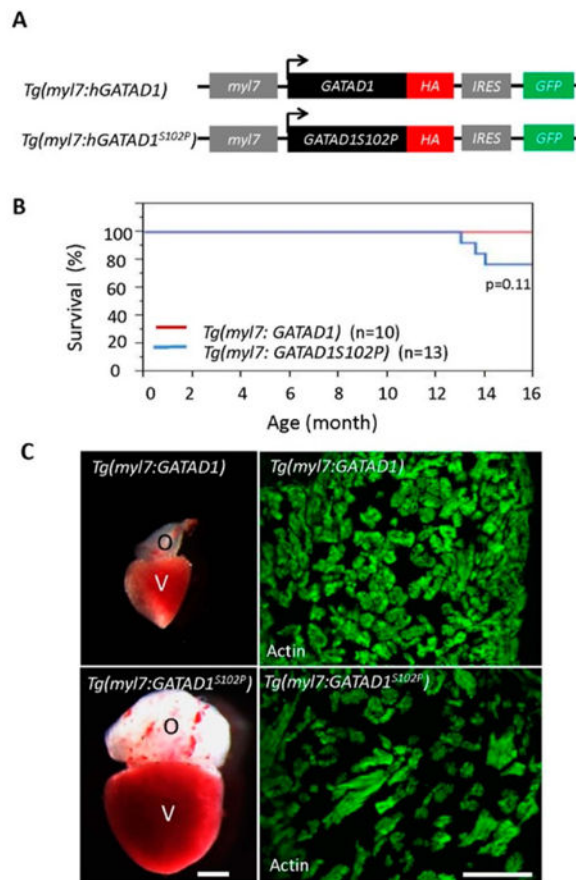 A
Tg(myl7:hGATAD1) myl7 GATAD1 HA IRES GFP
Tg(myl7:hGATAD1S102P) myl7 GATAD1S102P HA IRES GFP
B
Survival (%)
100
80
60
40
20
0
p=0.11
Tg(myl7: GATAD1) (n=10)
Tg(myl7: GATAD1S102P) (n=13)
0 2 4 6 8 10 12 14 16
Age (month)
C
Tg(myl7:GATAD1) Tg(myl7:GATAD1)
O
V
Actin
Tg(myl7:GATAD1S102P) Tg(myl7:GATAD1S102P)
O
V
Actin